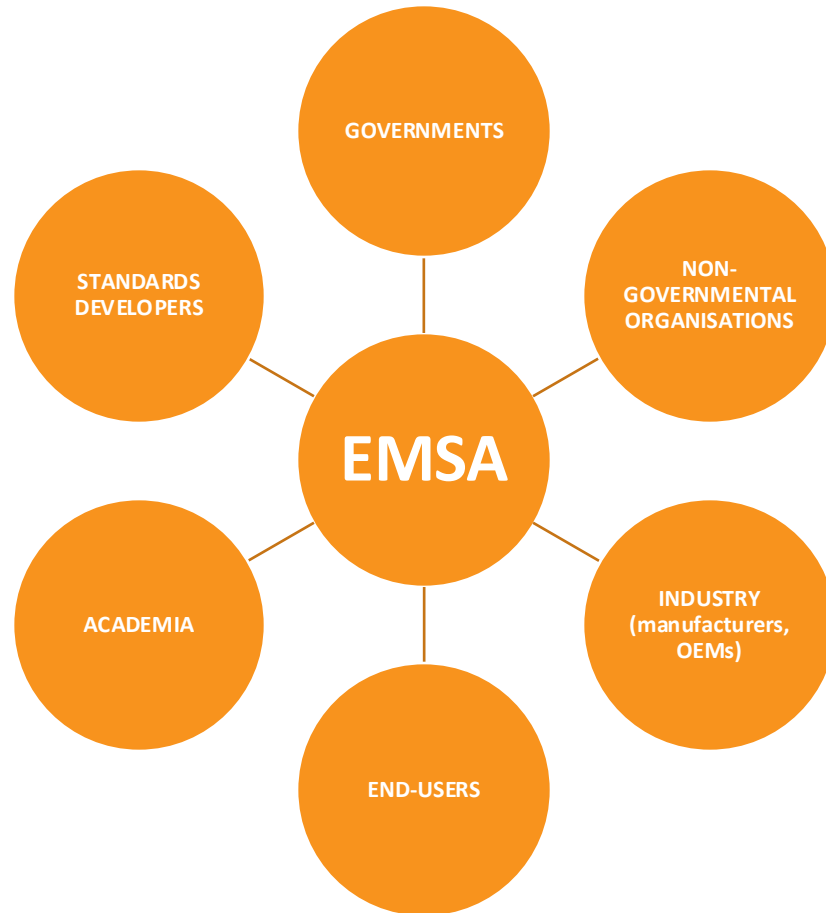 GOVERNMENTS
STANDARDS
DEVELOPERS
NON-
GOVERNMENTAL
ORGANISATIONS
EMSA
ACADEMIA
INDUSTRY
(manufacturers,
OEMs)
END-USERS